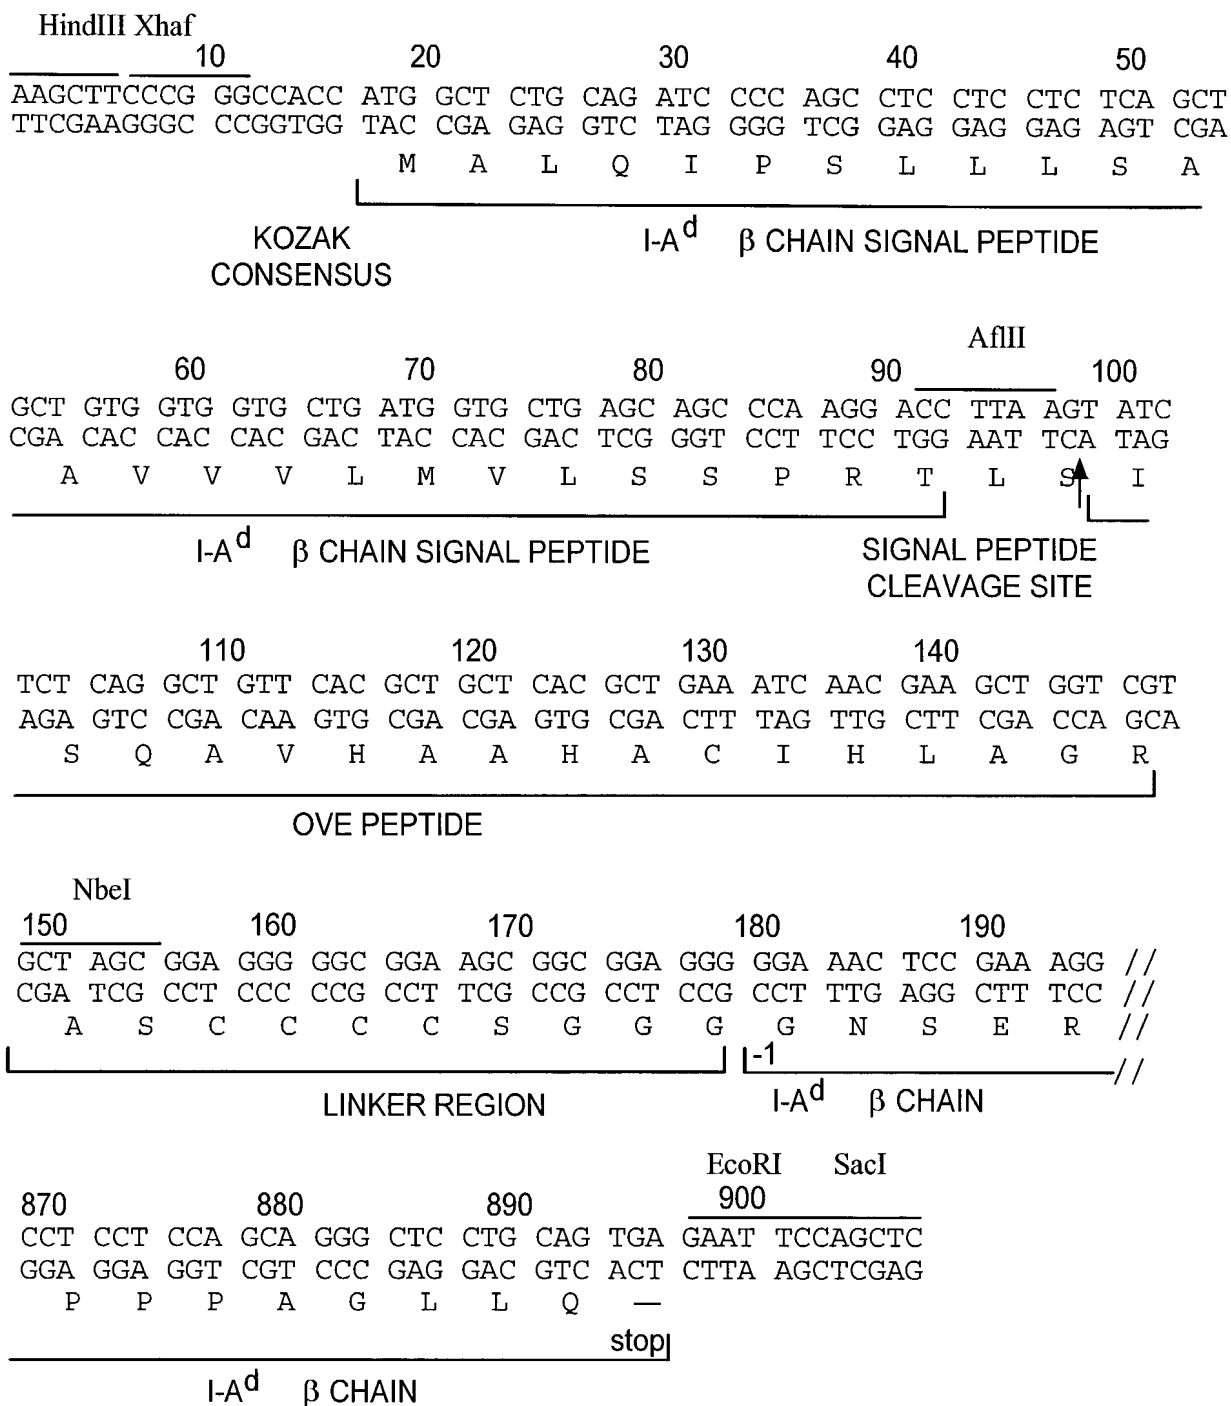 HindIII Xhaf
10 20 30 40 50
AAGCTTCCCG GGCCACC ATG GCT CTG CAG ATC CCC AGC CTC CTC CTC TCA GCT
TTCGAAGGGC CCGGTGG TAC CGA GAG GTC TAG GGG TCG GAG GAG GAG AGT CGA
M A L Q I P S L L L S A
KOZAK CONSENSUS
I-Ad β CHAIN SIGNAL PEPTIDE
AflII
60 70 80 90 100
GCT GTG GTG GTG CTG ATG GTG CTG AGC AGC CCA AGG ACC TTA AGT ATC
CGA CAC CAC CAC GAC TAC CAC GAC TCG GGT CCT TCC TGG AAT TCA TAG
A V V V L M V L S S P R T L S I
I-Ad β CHAIN SIGNAL PEPTIDE
SIGNAL PEPTIDE
CLEAVAGE SITE
110 120 130 140
TCT CAG GCT GTT CAC GCT GCT CAC GCT GAA ATC AAC GAA GCT GGT CGT
AGA GTC CGA CAA GTG CGA CGA GTG CGA CTT TAG TTG CTT CGA CCA GCA
S Q A V H A A H A C I H L A G R
OVE PEPTIDE
NbeI
150 160 170 180 190
GCT AGC GGA GGG GGC GGA AGC GGC GGA GGG GGA AAC TCC GAA AGG //
CGA TCG CCT CCC CCG CCT TCG CCG CCT CCG CCT TTG AGG CTT TCC //
A S C C C C S G G G G N S E R //
-1 //
LINKER REGION I-Ad β CHAIN
EcoRI SacI
870 880 890 900
CCT CCT CCA GCA GGG CTC CTG CAG TGA GAAT TCCAGCTC
GGA GGA GGT CGT CCC GAG GAC GTC ACT CTTA AGCTCGAG
P P P A G L L Q —
stop
I-Ad β CHAIN